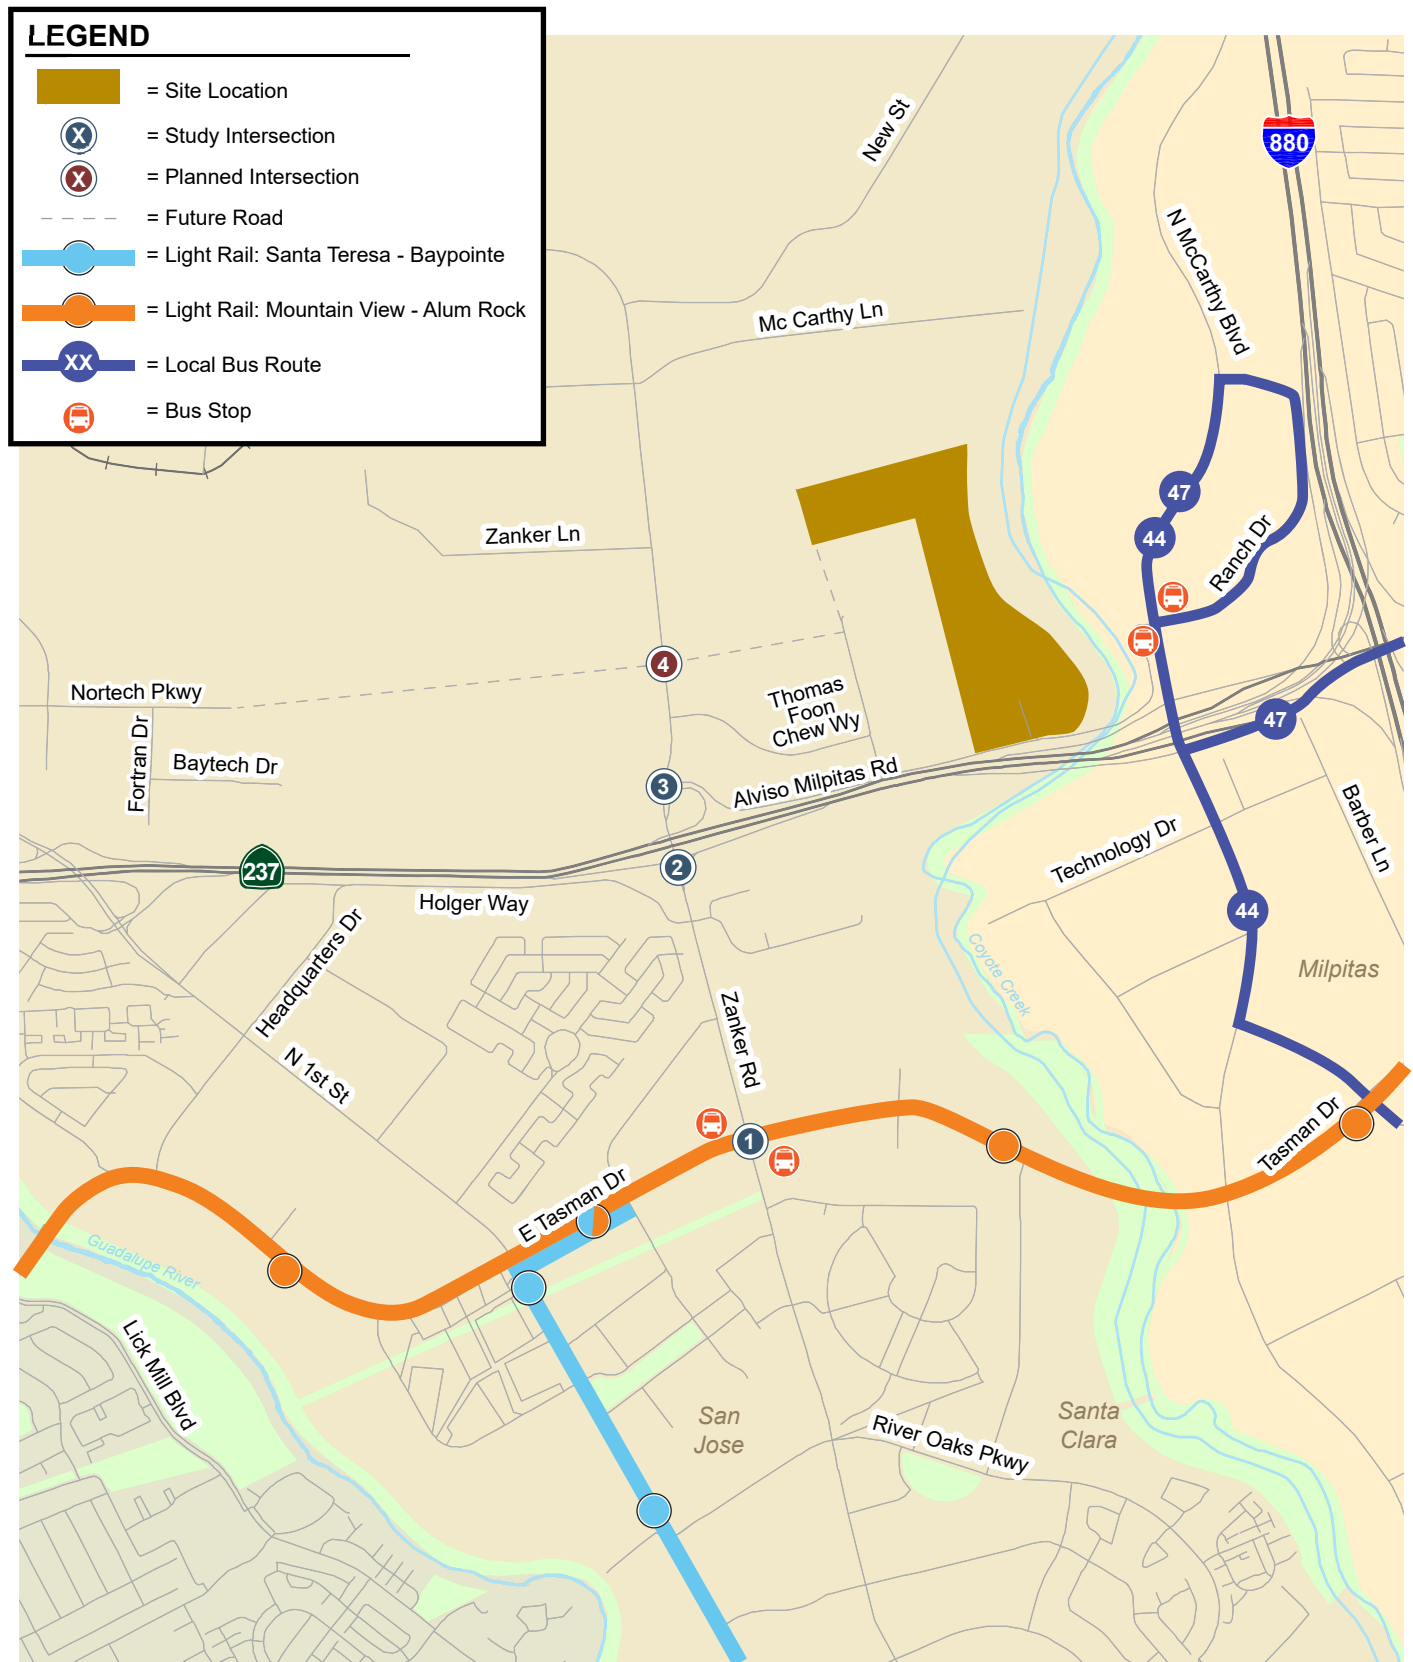 LEGEND
= Site Location
X = Study Intersection
X = Planned Intersection
= Future Road
= Light Rail: Santa Teresa - Baypointe
= Light Rail: Mountain View - Alum Rock
XX = Local Bus Route
= Bus Stop
New St
880
N McCarthy Blvd
Mc Carthy Ln
47
44
Zanker Ln
Ranch Dr
4
Nortech Pkwy
Thomas
Foon
Chew Wy
47
Fortran Dr
Baytech Dr
3
Alviso Milpitas Rd
Barber Ln
Technology Dr
237
2
Holger Way
44
Headquarters Dr
Coyote Creek
Milpitas
Zanker Rd
N 1st St
1
Tasman Dr
E Tasman Dr
Guadalupe River
Lick Mill Blvd
San
Jose
Santa
Clara
River Oaks Pkwy